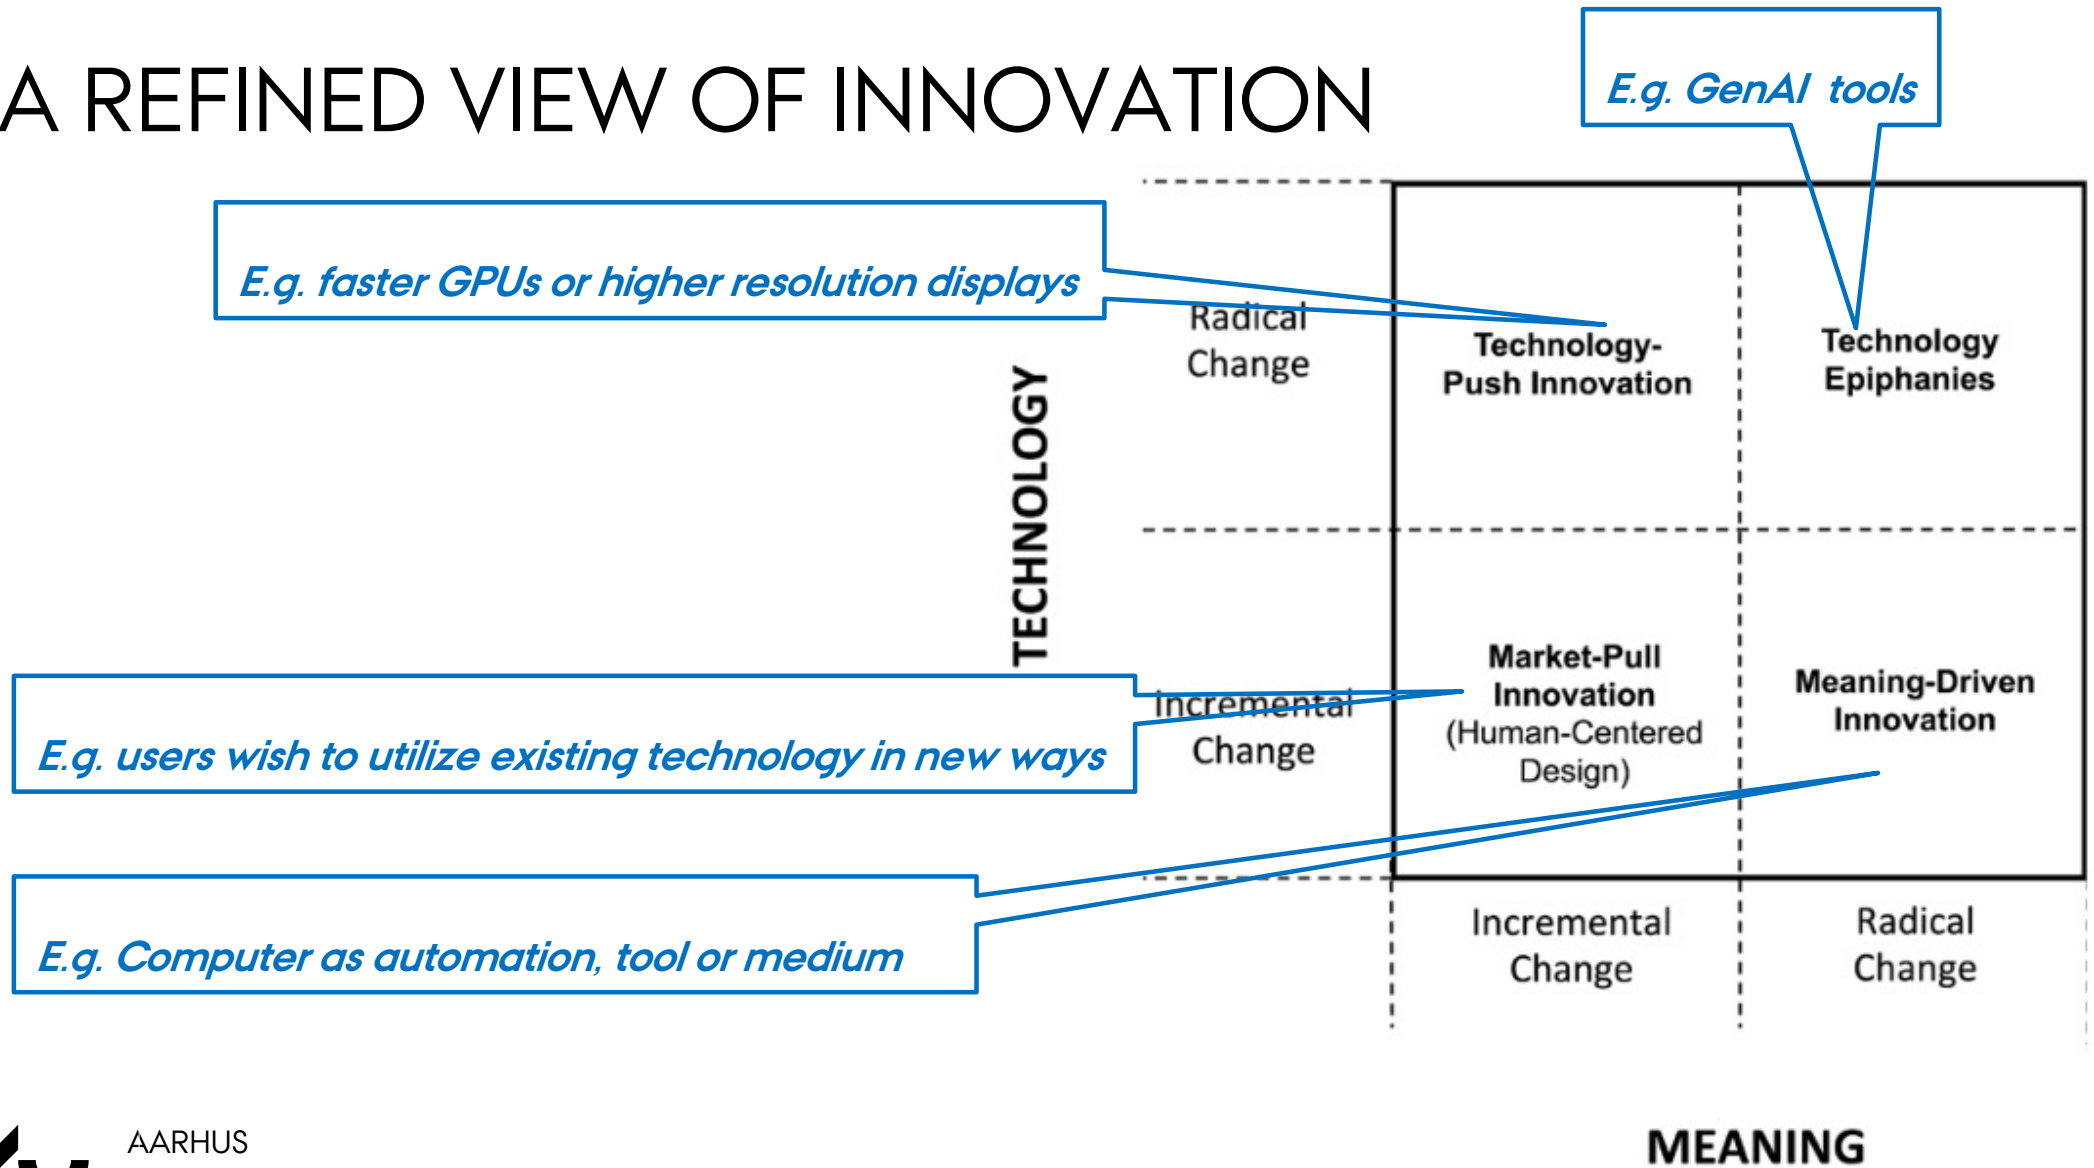 A REFINED VIEW OF INNOVATION
E.g. GenAI tools
E.g. faster GPUs or higher resolution displays
Radical
Change
Technology-
Push Innovation
Technology
Epiphanies
TECHNOLOGY
E.g. users wish to utilize existing technology in new ways
Incremental
Change
Market-Pull
Innovation
(Human-Centered
Design)
Meaning-Driven
Innovation
E.g. Computer as automation, tool or medium
Incremental
Change
Radical
Change
MEANING
AARHUS